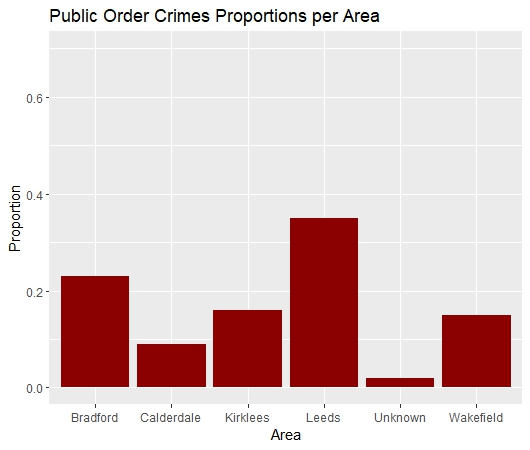 Public Order Crimes Proportions per Area
0.6
0.4
0.2
0.0
Proportion
Bradford Calderdale Kirklees Leeds Unknown Wakefield
Area